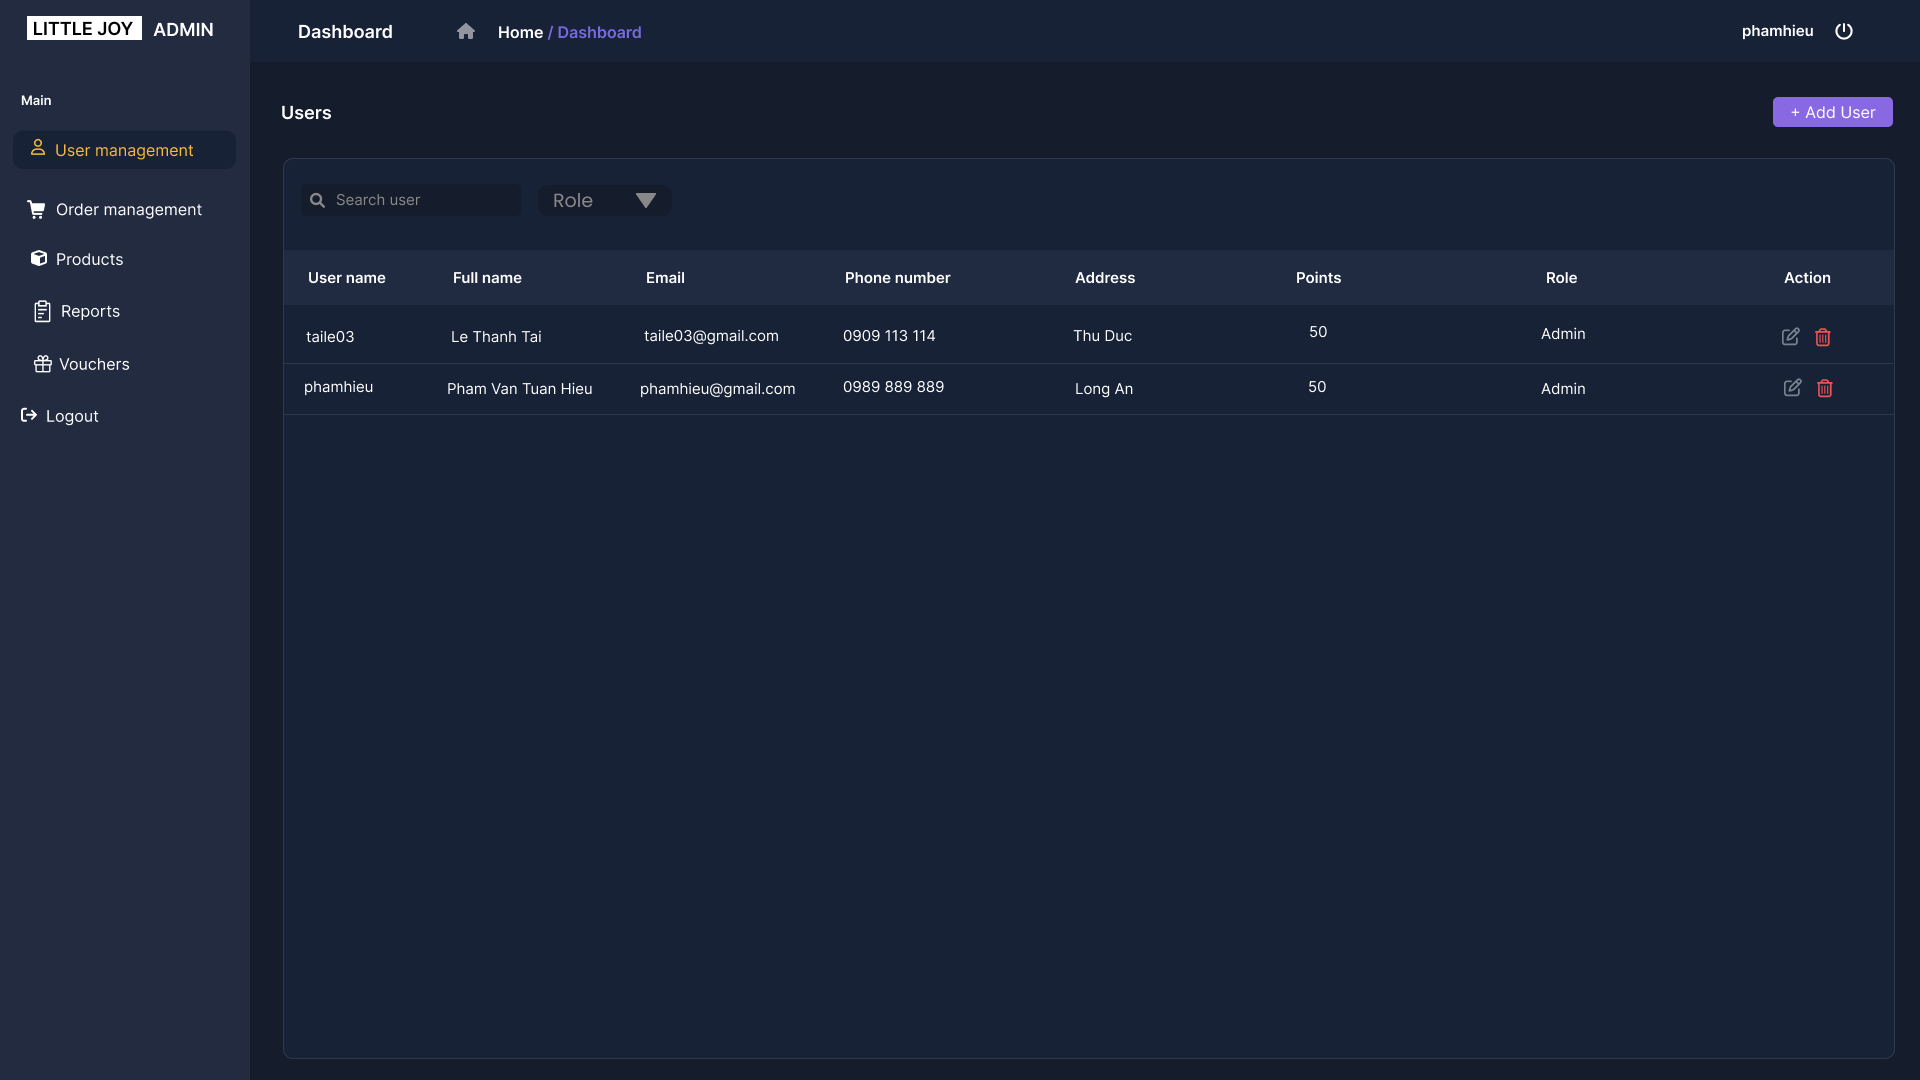 LITTLE JOY ADMIN
Dashboard
Home / Dashboard
phamhieu
Main
User management
Order management
Products
Reports
Vouchers
Logout
Users
+ Add User
Search user
Role
User name Full name Email Phone number Address Points Role Action
taile03 Le Thanh Tai taile03@gmail.com 0909 113 114 Thu Duc 50 Admin
phamhieu Pham Van Tuan Hieu phamhieu@gmail.com 0989 889 889 Long An 50 Admin